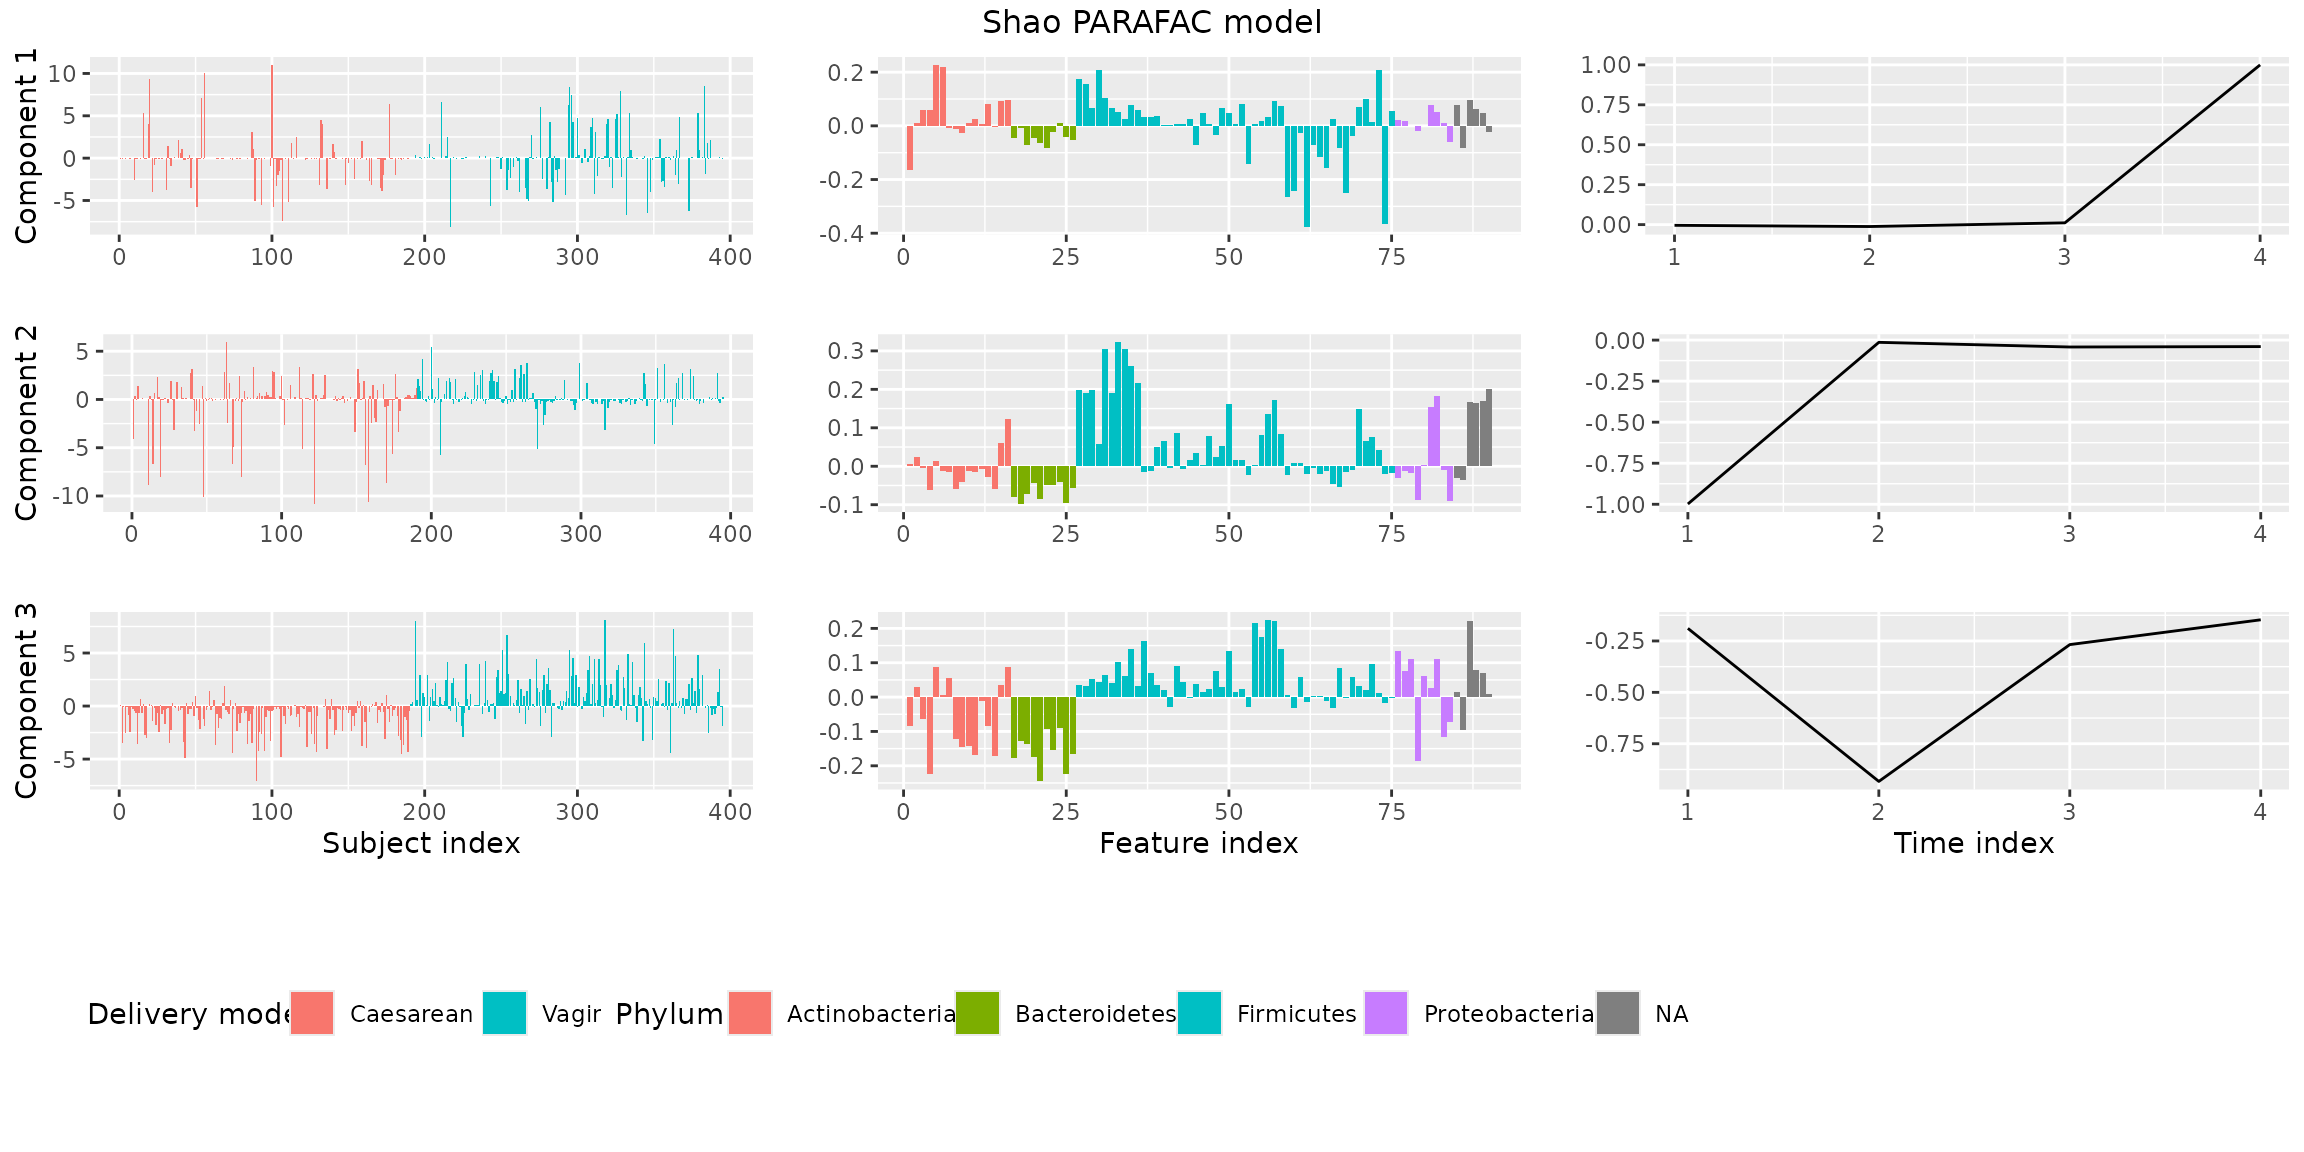 Shao PARAFAC model
Component 1
10
5
0
-5
0 100 200 300 400
0.2
0.0
-0.2
-0.4
0 25 50 75
1.00
0.75
0.50
0.25
0.00
1 2 3 4
Component 2
5
0
-5
-10
0 100 200 300 400
0.3
0.2
0.1
0.0
-0.1
0 25 50 75
0.00
-0.25
-0.50
-0.75
-1.00
1 2 3 4
Component 3
5
0
-5
0 100 200 300 400
Subject index
0.2
0.1
0.0
-0.1
-0.2
0 25 50 75
Feature index
-0.25
-0.50
-0.75
1 2 3 4
Time index
Delivery mode Caesarean Vagir Phylum Actinobacteria Bacteroidetes Firmicutes Proteobacteria NA